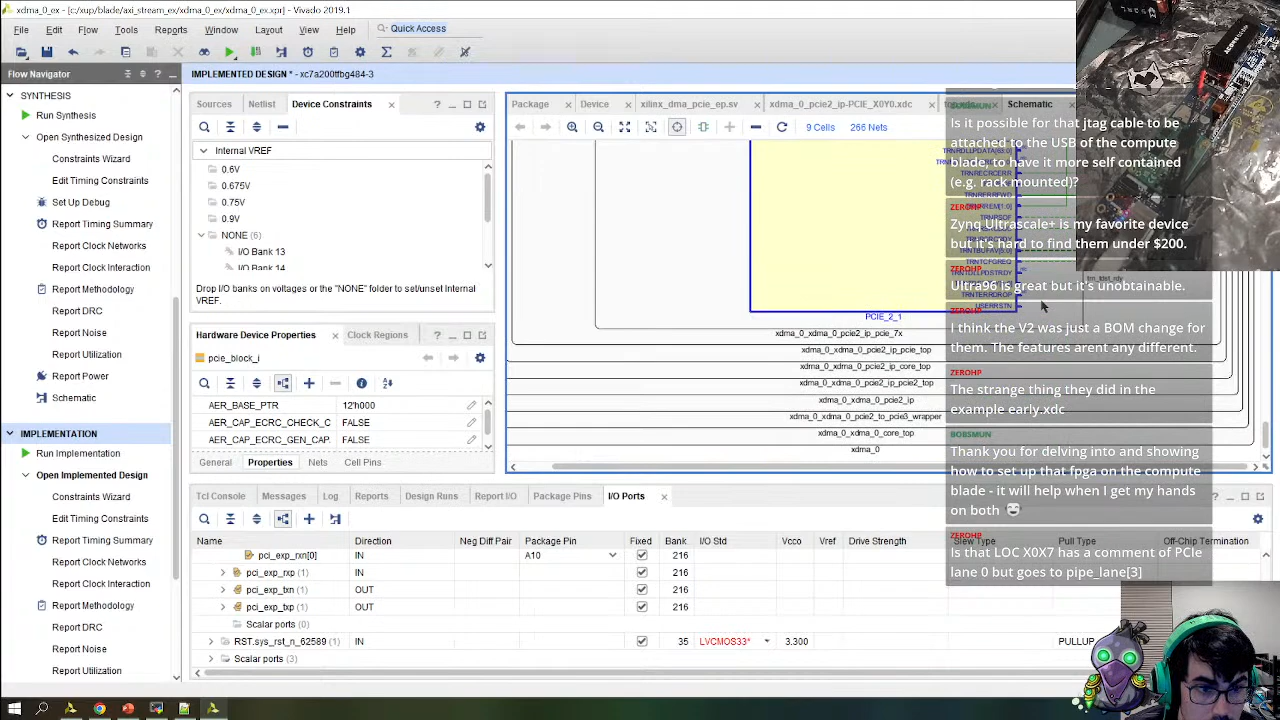 xdma_0_ex - [c:/xup/blade/axi_stream_ex/xdma_0_ex/xdma_0_ex.xpr] - Vivado 2019.1
File Edit Flow Tools Reports Window Layout View Help Quick Access
Flow Navigator
IMPLEMENTED DESIGN * - xc7a200tfbg484-3
SYNTHESIS
Run Synthesis
Open Synthesized Design
Constraints Wizard
Edit Timing Constraints
Set Up Debug
Report Timing Summary
Report Clock Networks
Report Clock Interaction
Report Methodology
Report DRC
Report Noise
Report Utilization
Report Power
Schematic
IMPLEMENTATION
Run Implementation
Open Implemented Design
Constraints Wizard
Edit Timing Constraints
Report Timing Summary
Report Clock Networks
Report Clock Interaction
Report Methodology
Report DRC
Report Noise
Report Utilization
Sources Netlist Device Constraints
Internal VREF
0.6V
0.675V
0.75V
0.9V
NONE (6)
I/O Bank 13
I/O Bank 14
Drop I/O banks on voltages or the "NONE" folder to set/unset Internal
VREF.
Hardware Device Properties Clock Regions
pcie_block_i
AER_BASE_PTR 12'h000
AER_CAP_ECRC_CHECK_C FALSE
AER_CAP_ECRC_GEN_CAP. FALSE
General Properties Nets Cell Pins
Package Device xilinx_dma_pcie_ep.sv xdma_0_pcie2_ip-PCIE_X0Y0.xdc Schematic
9 Cells 266 Nets
TRNRDLLPDATA[63:0]
TRNRECRCERR
USERRSTN
PCIE_2_1
xdma_0_xdma_0_pcie2_ip_pcie_7x
xdma_0_xdma_0_pcie2_ip_pcie_top
xdma_0_xdma_0_pcie2_ip_core_top
xdma_0_xdma_0_pcie2_ip_pcie2_top
xdma_0_xdma_0_pcie2_ip
xdma_0_xdma_0_pcie2_to_pcie3_wrapper
xdma_0_xdma_0_core_top
xdma_0
BOBSMUN
Is it possible for that jtag cable to be
attached to the USB of the compute
blade, to have it more self contained
(e.g. rack mounted)?
ZEROHP
Zynq Ultrascale+ is my favorite device
but it's hard to find them under $200.
ZEROHP
Ultra96 is great but it's unobtainable.
ZEROHP
I think the V2 was just a BOM change for
them. The features arent any different.
ZEROHP
The strange thing they did in the
example early.xdc
BOBSMUN
Thank you for delving into and showing
how to set up that fpga on the compute
blade - it will help when I get my hands
on both
ZEROHP
Is that LOC X0X7 has a comment of PCIe
lane 0 but goes to pipe_lane[3]
Tcl Console Messages Log Reports Design Runs Report I/O Package Pins I/O Ports
Name Direction Neg Diff Pair Package Pin Fixed Bank I/O Std Vcco Vref Drive Strength Slew Type Pull Type Off-Chip Termination
pci_exp_rxn[0] IN A10 216
pci_exp_rxp (1) IN 216
pci_exp_txn (1) OUT 216
pci_exp_txp (1) OUT 216
Scalar ports (0)
RST.sys_rst_n_62589 (1) IN 35 LVCMOS33* 3.300 PULLUP
Scalar ports (3)